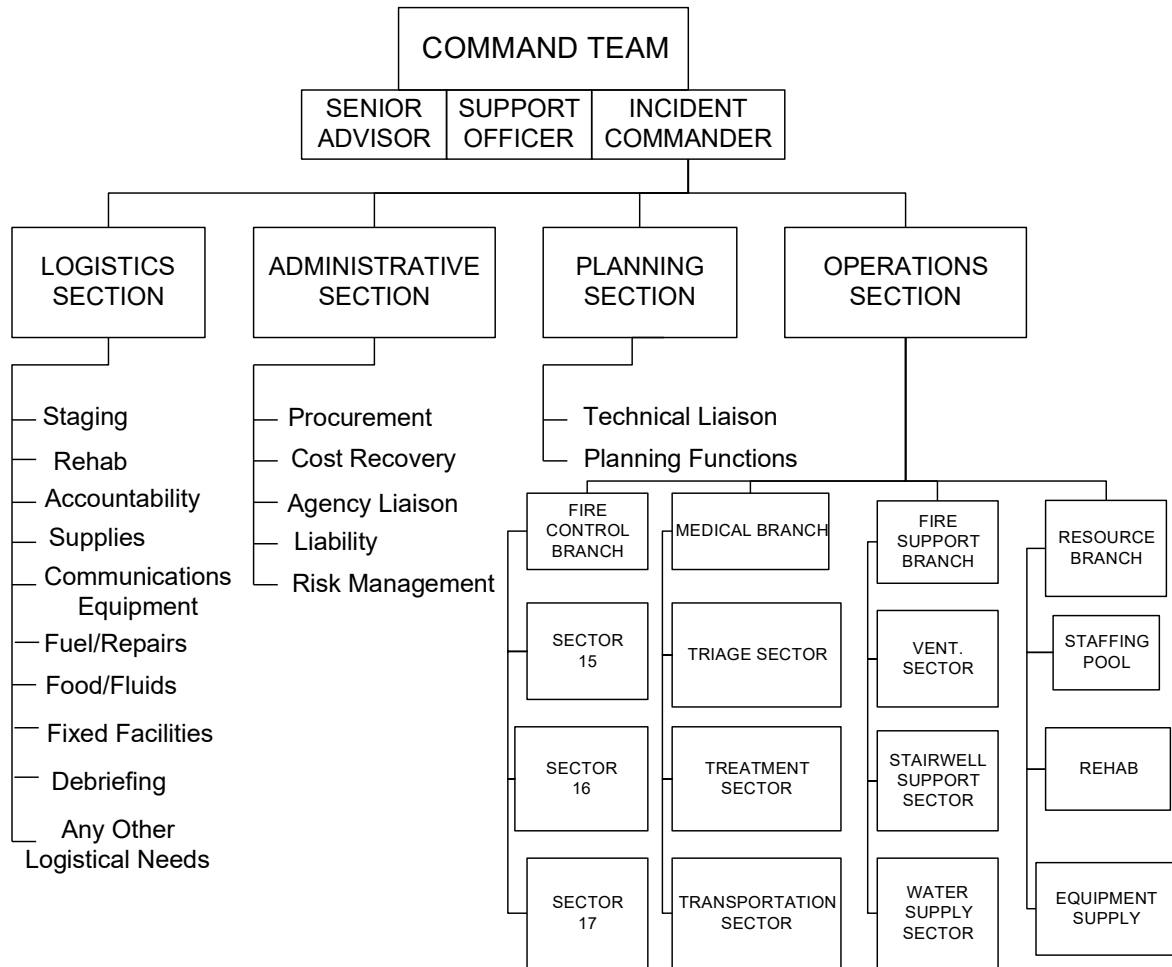 COMMAND TEAM
SENIOR
ADVISOR
SUPPORT
OFFICER
INCIDENT
COMMANDER
LOGISTICS
SECTION
ADMINISTRATIVE
SECTION
PLANNING
SECTION
OPERATIONS
SECTION
Staging
Rehab
Accountability
Supplies
Communications
Equipment
Fuel/Repairs
Food/Fluids
Fixed Facilities
Debriefing
Any Other
Logistical Needs
Procurement
Cost Recovery
Agency Liaison
Liability
Risk Management
Technical Liaison
Planning Functions
FIRE
CONTROL
BRANCH
SECTOR
15
SECTOR
16
SECTOR
17
MEDICAL BRANCH
TRIAGE SECTOR
TREATMENT
SECTOR
TRANSPORTATION
SECTOR
FIRE
SUPPORT
BRANCH
VENT.
SECTOR
STAIRWELL
SUPPORT
SECTOR
WATER
SUPPLY
SECTOR
RESOURCE
BRANCH
STAFFING
POOL
REHAB
EQUIPMENT
SUPPLY